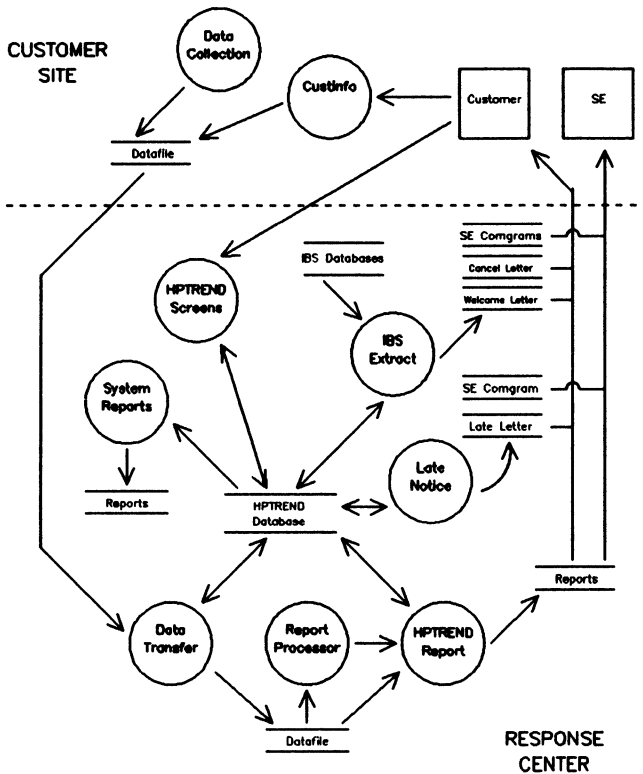 CUSTOMER
SITE
Data
Collection
CustInfo
Customer
SE
Datafile
SE Comgrams
IBS Databases
Cancel Letter
HPTREND
Screens
Welcome Letter
IBS
Extract
System
Reports
SE Comgram
Late Letter
Late
Notice
Reports
HPTREND
Database
Reports
Data
Transfer
Report
Processor
HPTREND
Report
Datafile
RESPONSE
CENTER